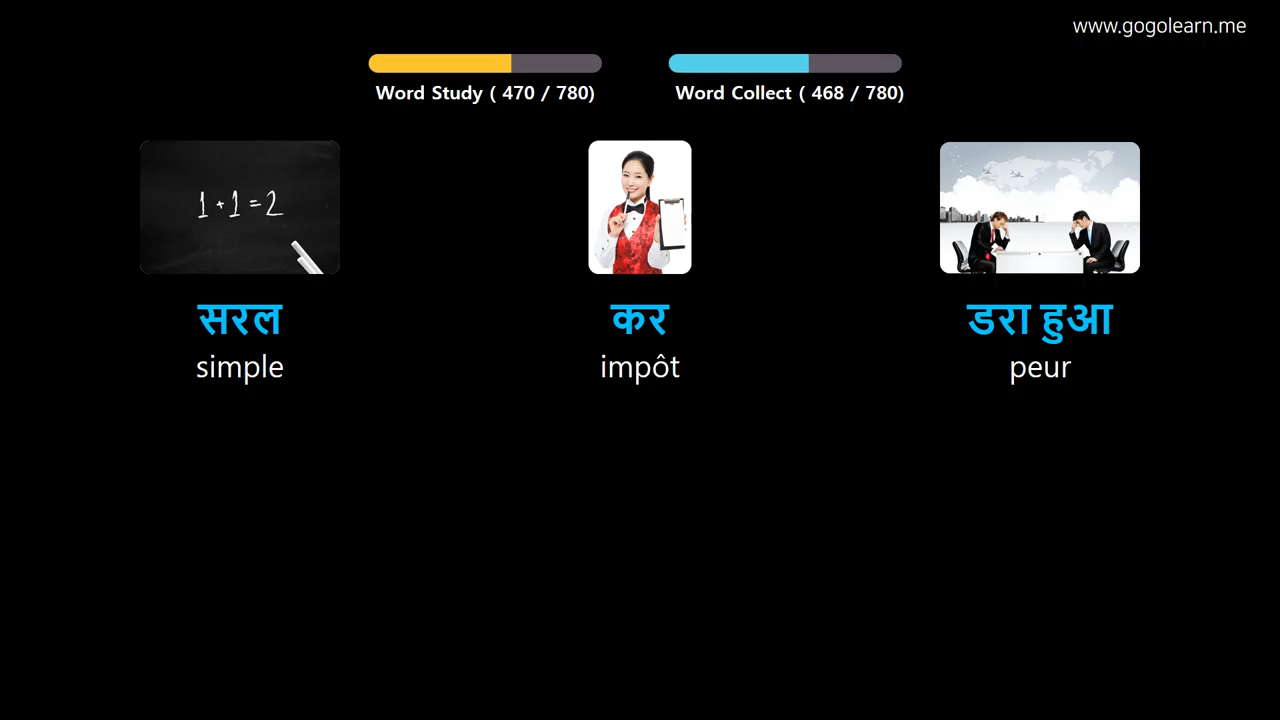 www.gogolearn.me
Word Study ( 470 / 780)
Word Collect ( 468 / 780)
1 + 1 = 2
सरल
simple
कर
impôt
डरा हुआ
peur